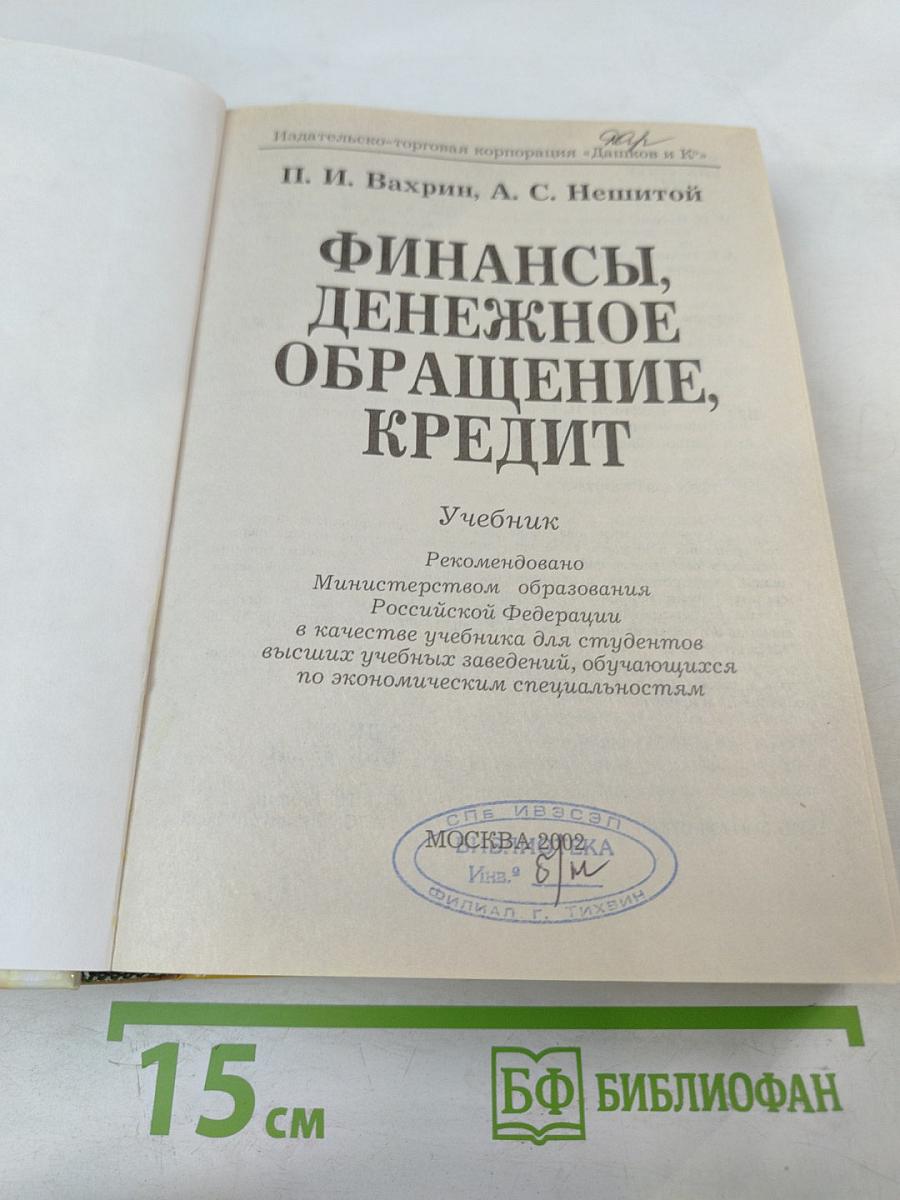 дар
Издательско-торговая корпорация «Дашков и К°»
П. И. Вахрин, А. С. Нешитой
ФИНАНСЫ,
ДЕНЕЖНОЕ
ОБРАЩЕНИЕ,
КРЕДИТ
Учебник
Рекомендовано
Министерством образования
Российской Федерации
в качестве учебника для студентов
высших учебных заведений, обучающихся
по экономическим специальностям
СПб ИВЭСЭП
МОСКВА 2002
БИБЛИОТЕКА
Инв.º б/н
ФИЛИАЛ Г. ТИХВИН
15 см
БФ БИБЛИОФАН